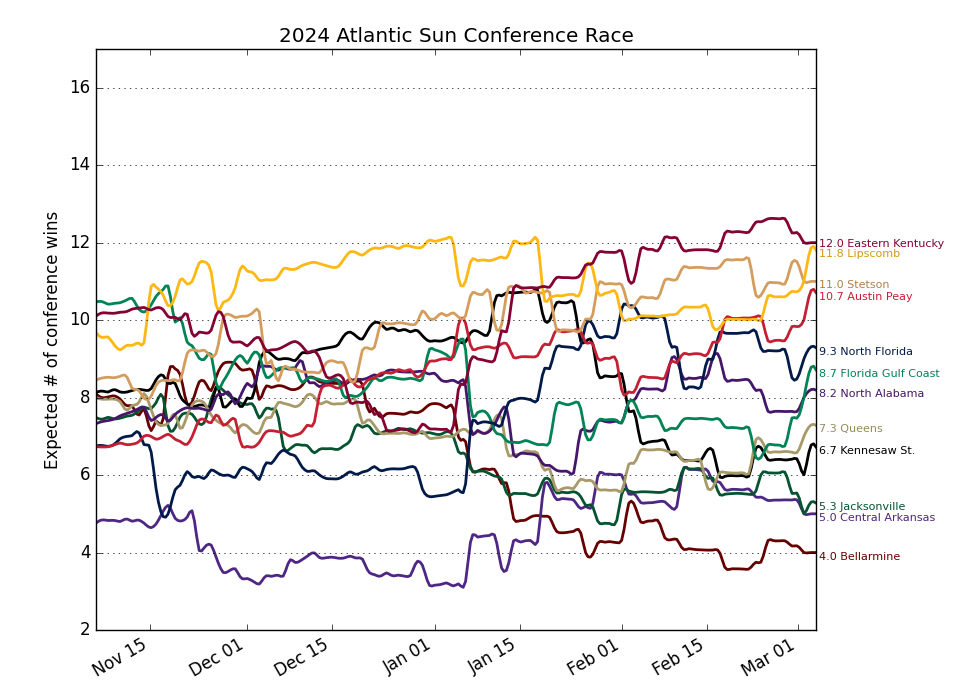 2024 Atlantic Sun Conference Race
Expected # of conference wins
16
14
12
10
8
6
4
2
12.0 Eastern Kentucky
11.8 Lipscomb
11.0 Stetson
10.7 Austin Peay
9.3 North Florida
8.7 Florida Gulf Coast
8.2 North Alabama
7.3 Queens
6.7 Kennesaw St.
5.3 Jacksonville
5.0 Central Arkansas
4.0 Bellarmine
Nov 15
Dec 01
Dec 15
Jan 01
Jan 15
Feb 01
Feb 15
Mar 01